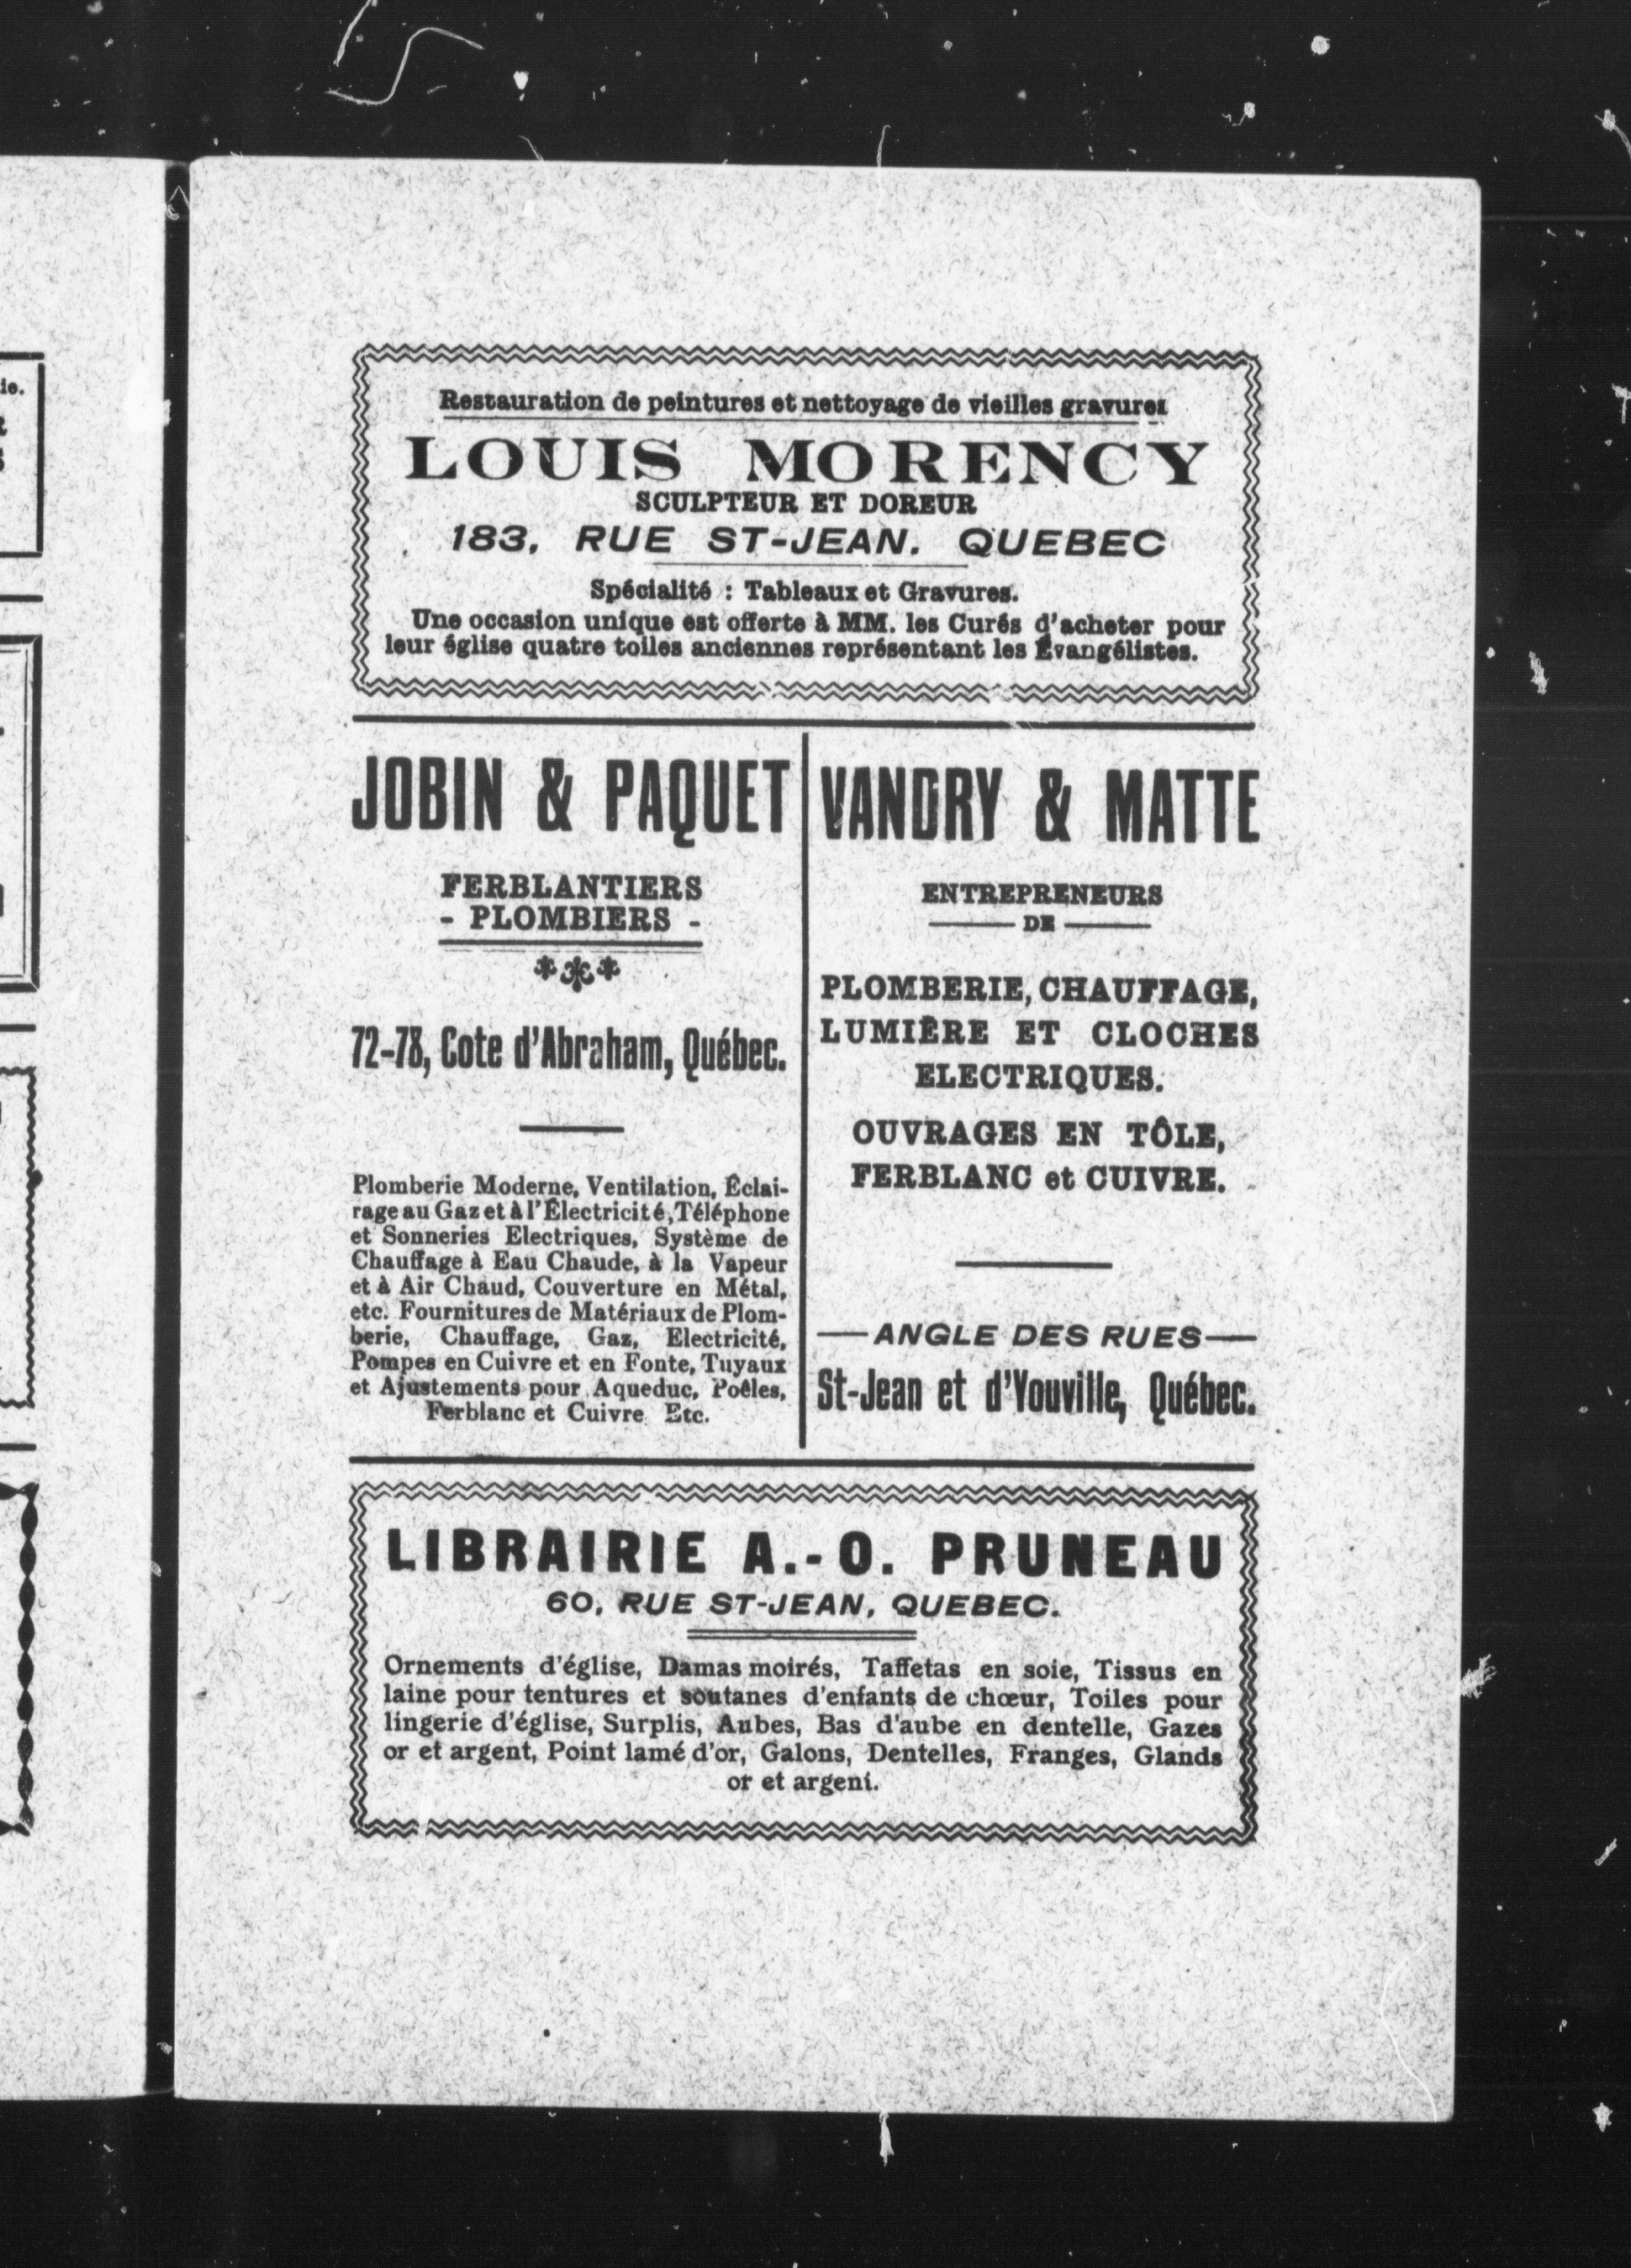 Restauration de peintures et nettoyage de vieilles gravures
LOUIS MORENCY
SCULPTEUR ET DOREUR
183, RUE ST-JEAN. QUEBEC
Spécialité : Tableaux et Gravures.
Une occasion unique est offerte à MM. les Curés d'acheter pour
leur église quatre toiles anciennes représentant les Évangélistes.
JOBIN & PAQUET
FERBLANTIERS
- PLOMBIERS -
72-78, Cote d'Abraham, Québec.
Plomberie Moderne, Ventilation, Éclai-
rage au Gaz et à l'Électricité, Téléphone
et Sonneries Electriques, Système de
Chauffage à Eau Chaude, à la Vapeur
et à Air Chaud, Couverture en Métal,
etc. Fournitures de Matériaux de Plom-
berie, Chauffage, Gaz, Electricité,
Pompes en Cuivre et en Fonte, Tuyaux
et Ajustements pour Aqueduc, Poêles,
Ferblanc et Cuivre Etc.
VANDRY & MATTE
ENTREPRENEURS
DE
PLOMBERIE, CHAUFFAGE,
LUMIÈRE ET CLOCHES
ELECTRIQUES.
OUVRAGES EN TÔLE,
FERBLANC et CUIVRE.
ANGLE DES RUES
St-Jean et d'Youville, Québec.
LIBRAIRIE A.-O. PRUNEAU
60, RUE ST-JEAN, QUEBEC.
Ornements d'église, Damas moirés, Taffetas en soie, Tissus en
laine pour tentures et soutanes d'enfants de chœur, Toiles pour
lingerie d'église, Surplis, Aubes, Bas d'aube en dentelle, Gazes
or et argent, Point lamé d'or, Galons, Dentelles, Franges, Glands
or et argent.